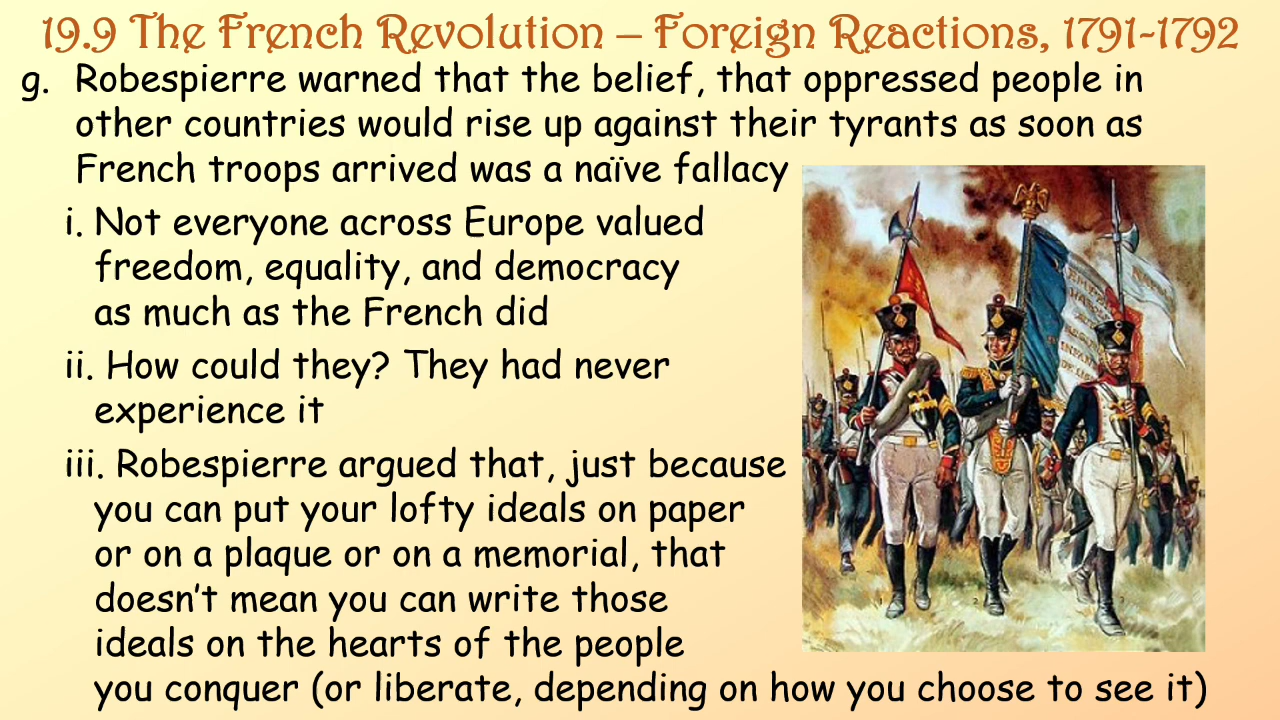 19.9 The French Revolution – Foreign Reactions, 1791-1792
g. Robespierre warned that the belief, that oppressed people in
other countries would rise up against their tyrants as soon as
French troops arrived was a naïve fallacy
i. Not everyone across Europe valued
freedom, equality, and democracy
as much as the French did
ii. How could they? They had never
experience it
iii. Robespierre argued that, just because
you can put your lofty ideals on paper
or on a plaque or on a memorial, that
doesn't mean you can write those
ideals on the hearts of the people
you conquer (or liberate, depending on how you choose to see it)